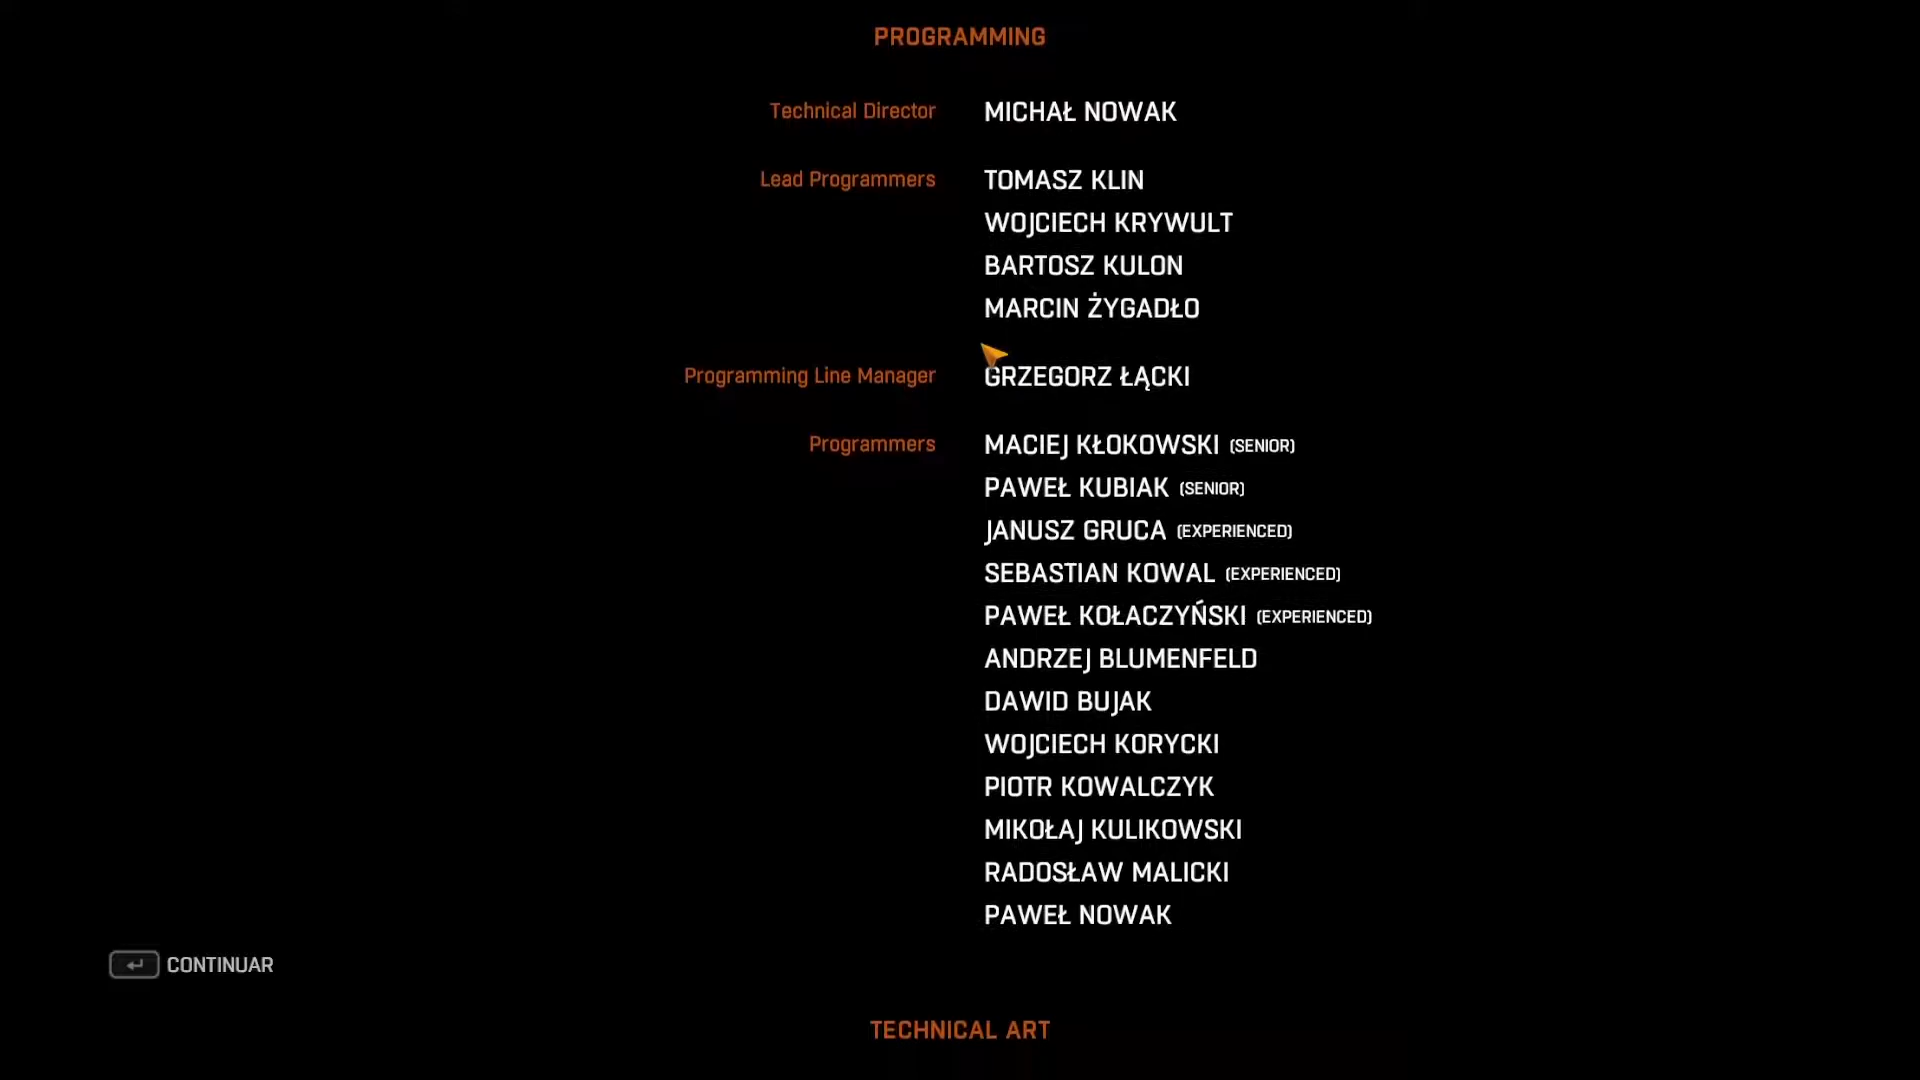 PROGRAMMING
Technical Director MICHAŁ NOWAK
Lead Programmers TOMASZ KLIN
WOJCIECH KRYWULT
BARTOSZ KULON
MARCIN ŻYGADŁO
Programming Line Manager GRZEGORZ ŁĄCKI
Programmers MACIEJ KŁOKOWSKI (SENIOR)
PAWEŁ KUBIAK (SENIOR)
JANUSZ GRUCA (EXPERIENCED)
SEBASTIAN KOWAL (EXPERIENCED)
PAWEŁ KOŁACZYŃSKI (EXPERIENCED)
ANDRZEJ BLUMENFELD
DAWID BUJAK
WOJCIECH KORYCKI
PIOTR KOWALCZYK
MIKOŁAJ KULIKOWSKI
RADOSŁAW MALICKI
PAWEŁ NOWAK
CONTINUAR
TECHNICAL ART